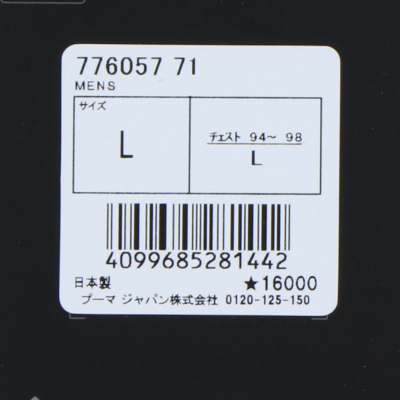 776057 71
MENS
サイズ
L
チェスト 94〜 98
L
4099685281442
日本製 ★16000
プーマ ジャパン株式会社 0120-125-150